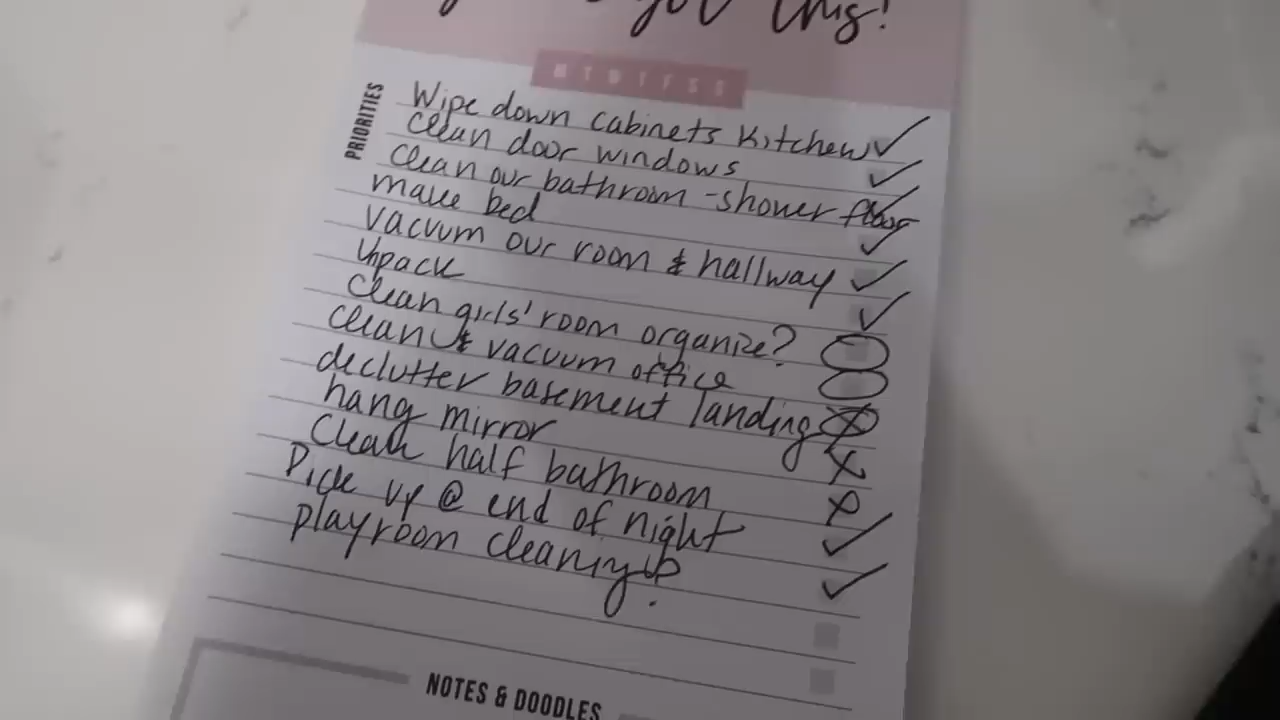 you've got this!
M T W T F S S
PRIORITIES
Wipe down cabinets kitchen
clean door windows
clean our bathroom - shower floor
make bed
vacuum our room & hallway
unpack
clean girls' room organize?
clean & vacuum office
declutter basement landing
hang mirror
clean half bathroom
Pick up @ end of night
playroom cleanup
NOTES & DOODLES